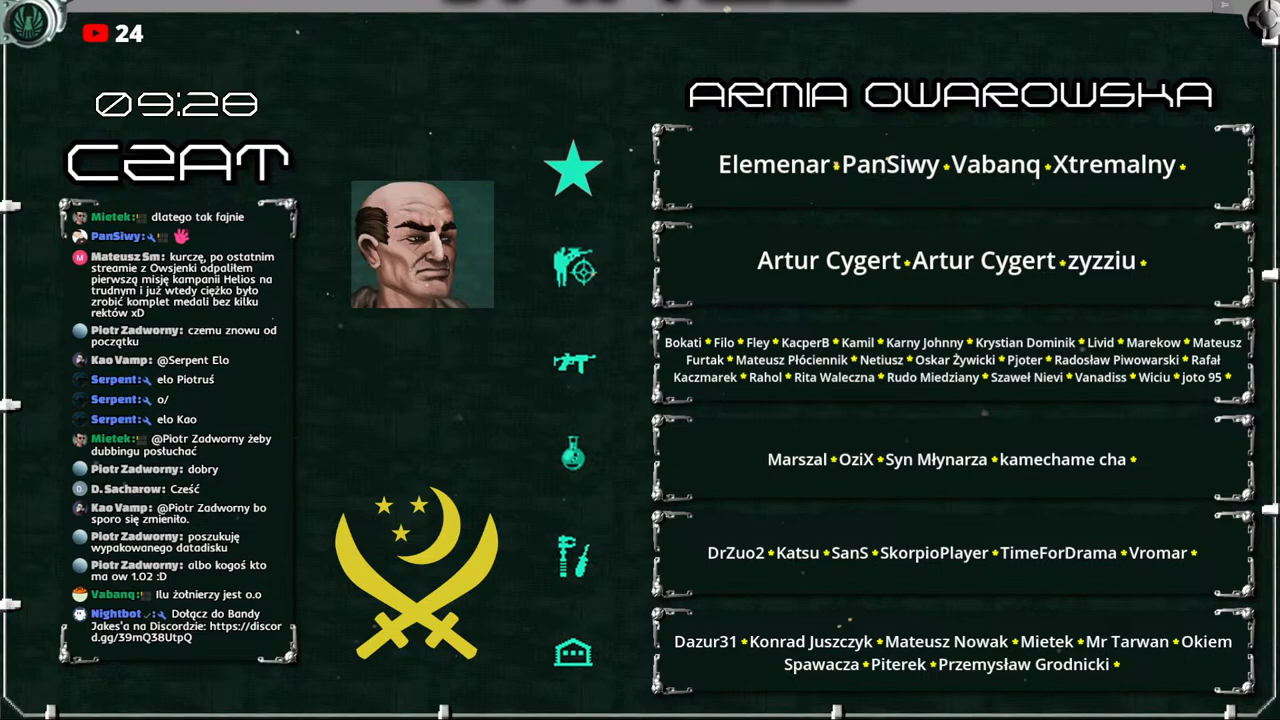 24
09:28
CZAT
Mietek: dlatego tak fajnie
PanSiwy:
Mateusz Sm: kurczę, po ostatnim
streamie z Owsjenki odpaliłem
pierwszą misję kampanii Helios na
trudnym i już wtedy ciężko było
zrobić komplet medali bez kilku
rektów xD
Piotr Zadworny: czemu znowu od
początku
Kao Vamp: @Serpent Elo
Serpent: elo Piotruś
Serpent: o/
Serpent: elo Kao
Mietek: @Piotr Zadworny żeby
dubbingu posłuchać
Piotr Zadworny: dobry
D. Sacharow: Cześć
Kao Vamp: @Piotr Zadworny bo
sporo się zmieniło.
Piotr Zadworny: poszukuję
wypakowanego datadisku
Piotr Zadworny: albo kogoś kto
ma ow 1.02 :D
Vabanq: Ilu żołnierzy jest o.o
Nightbot: Dołącz do Bandy
Jakes'a na Discordzie: https://discor
d.gg/39mQ38UtpQ
ARMIA OWAROWSKA
Elemenar PanSiwy Vabanq Xtremalny
Artur Cygert Artur Cygert zyzziu
Bokati Filo Fley KacperB Kamil Karny Johnny Krystian Dominik Livid Marekow Mateusz
Furtak Mateusz Płóciennik Netiusz Oskar Żywicki Pjoter Radosław Piwowarski Rafał
Kaczmarek Rahol Rita Waleczna Rudo Miedziany Szaweł Nievi Vanadiss Wiciu joto 95
Marszal OziX Syn Młynarza kamechame cha
DrZuo2 Katsu SanS SkorpioPlayer TimeForDrama Vromar
Dazur31 Konrad Juszczyk Mateusz Nowak Mietek Mr Tarwan Okiem
Spawacza Piterek Przemysław Grodnicki